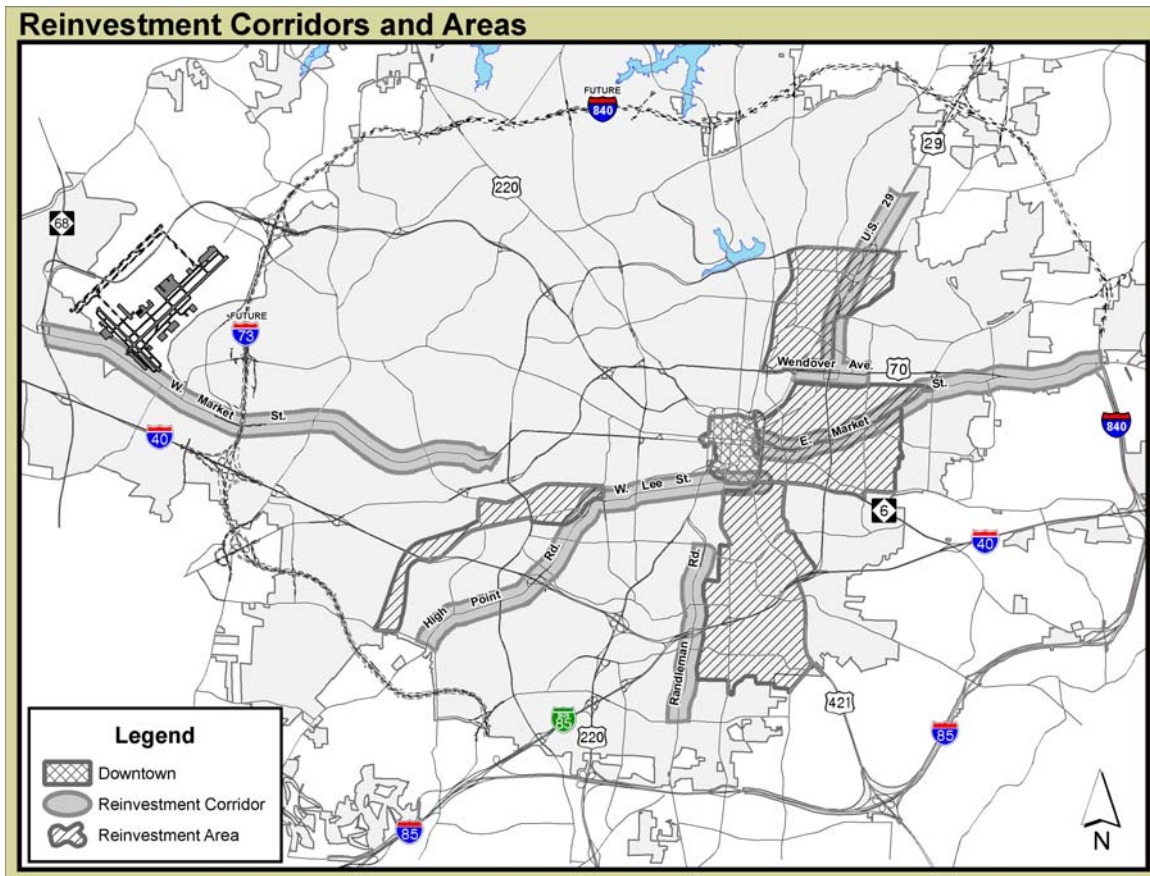 Reinvestment Corridors and Areas
FUTURE
840
29
220
68
U.S. 29
FUTURE
73
Wendover Ave.
70
W. Market St.
E. Market St.
40
840
W. Lee St.
6
40
High Point Rd.
Randleman Rd.
421
BUS
85
220
85
85
Legend
Downtown
Reinvestment Corridor
Reinvestment Area
N